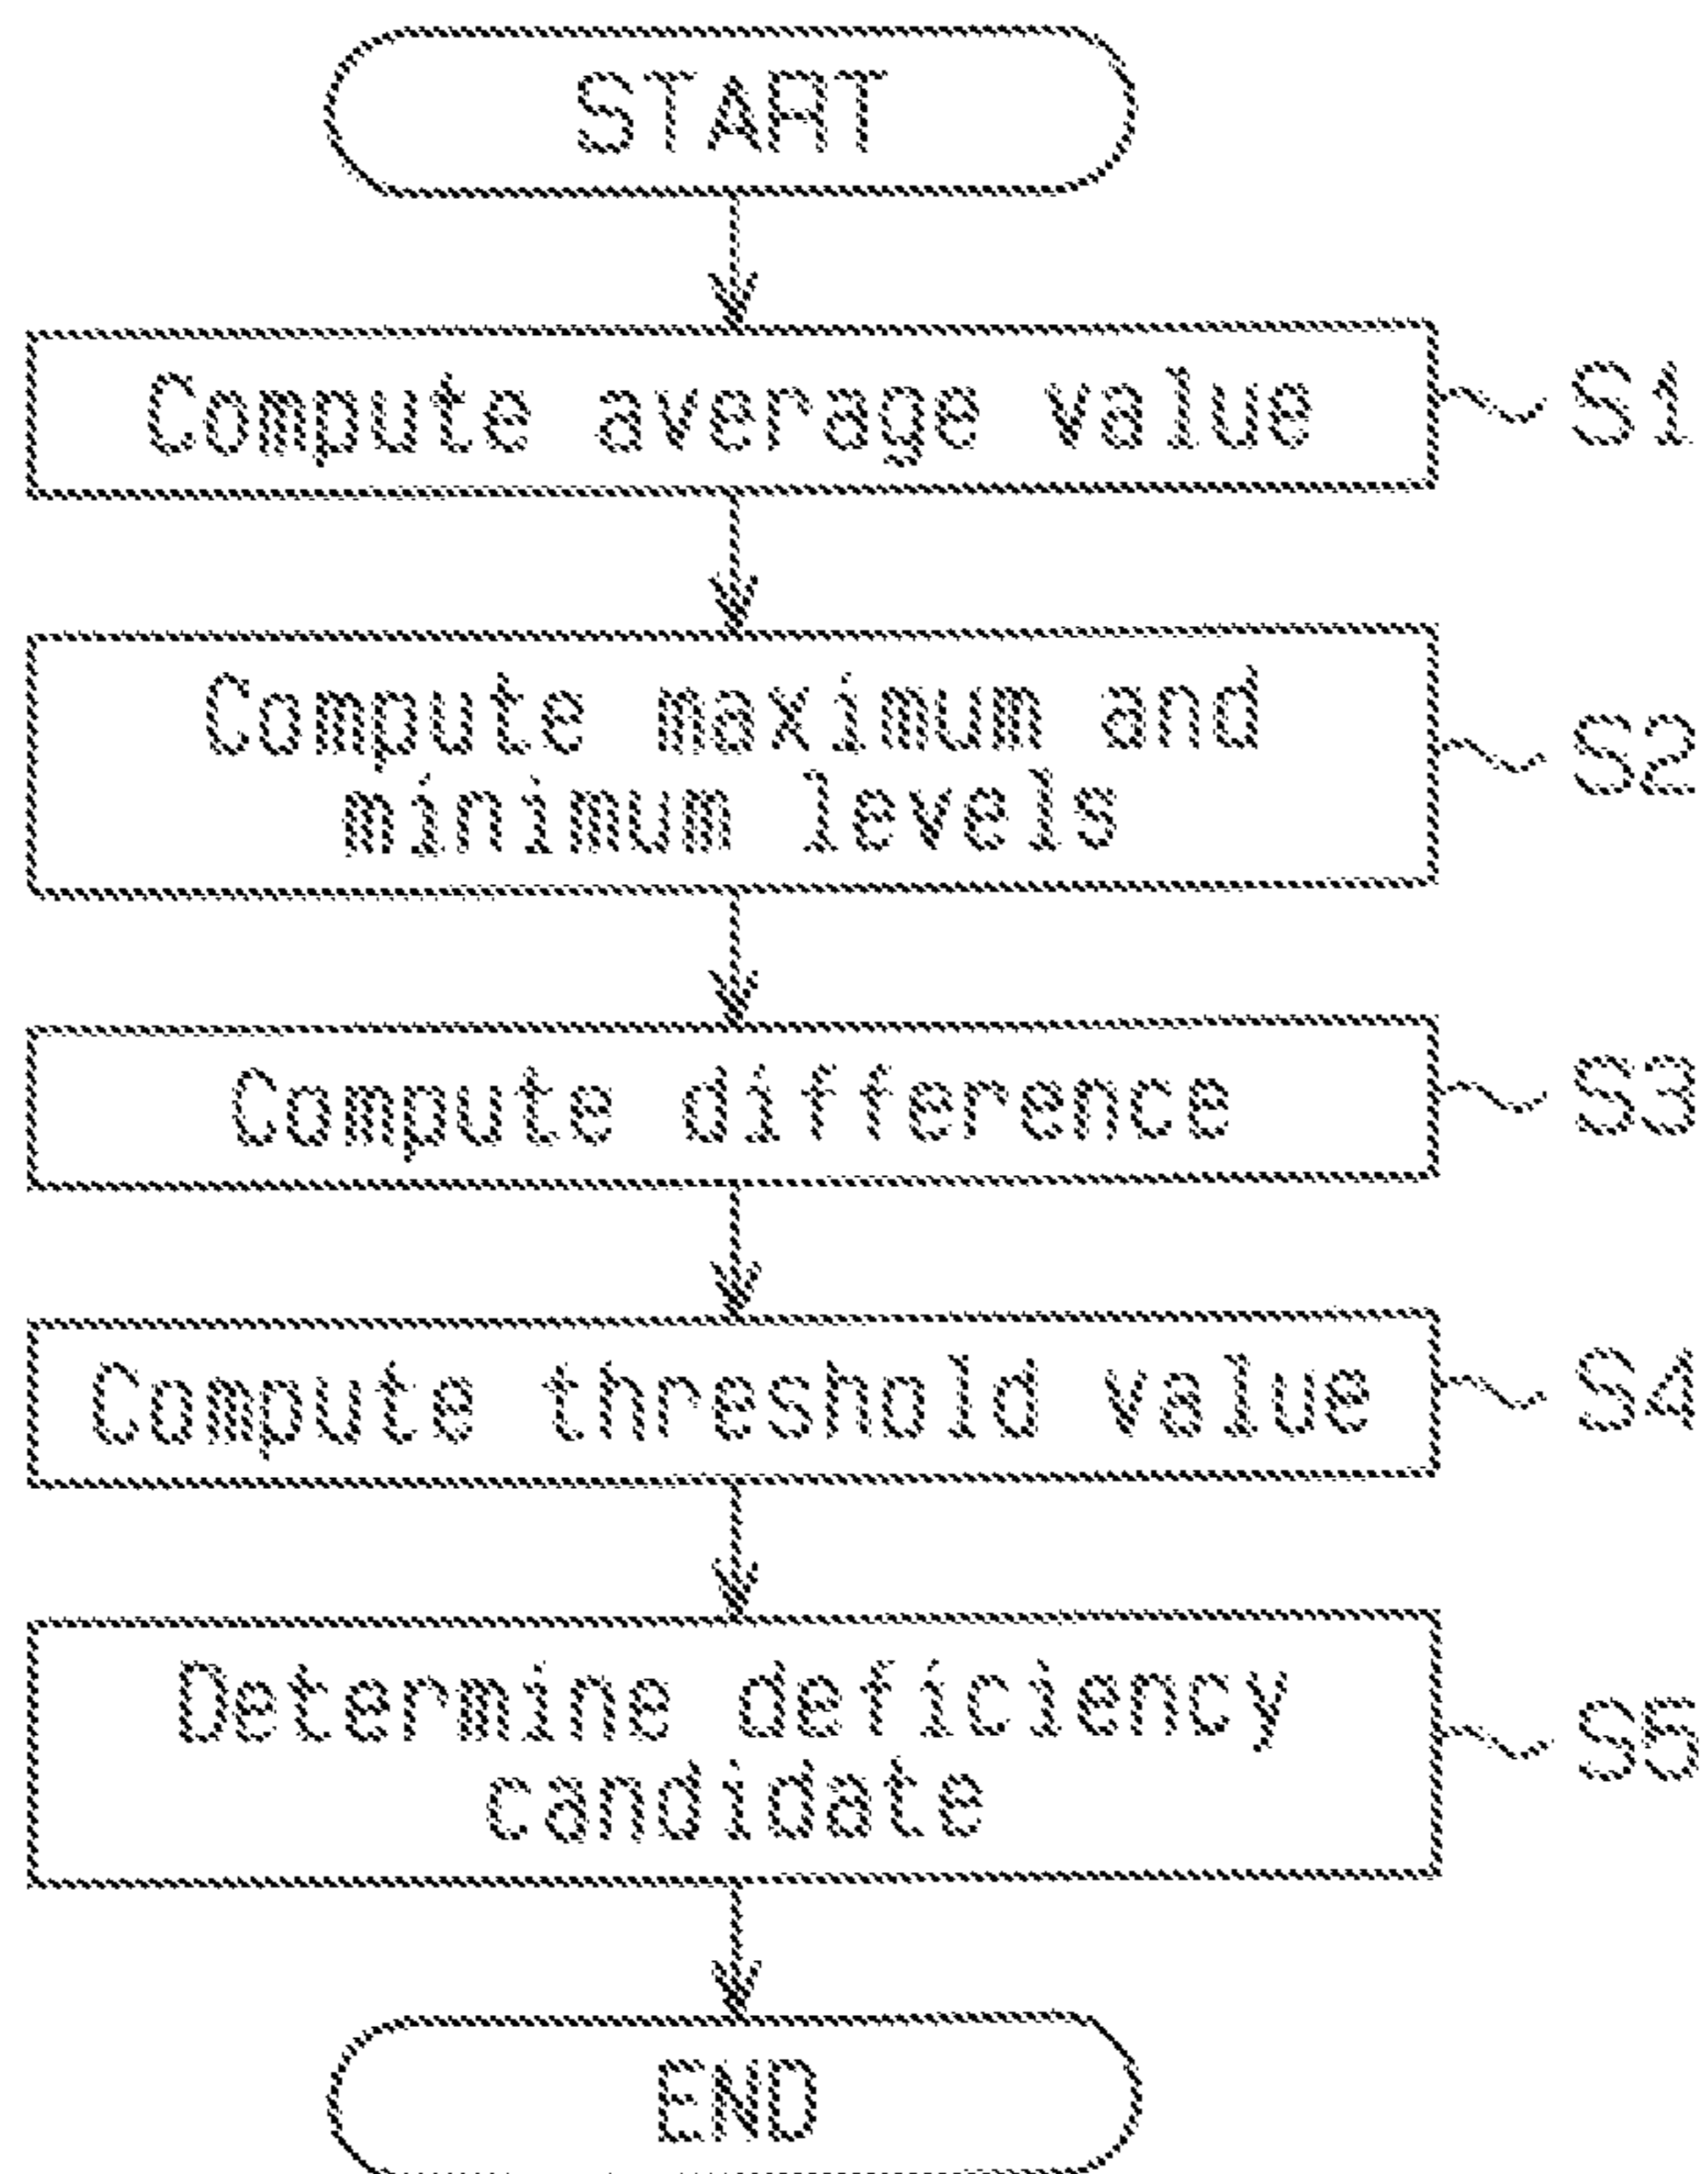 START
Compute average value
S1
Compute maximum and
minimum levels
S2
Compute difference
S3
Compute threshold value
S4
Determine deficiency
candidate
S5
END